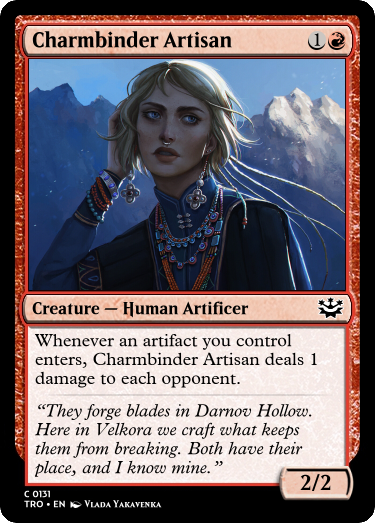 Charmbinder Artisan 1
Creature — Human Artificer
Whenever an artifact you control
enters, Charmbinder Artisan deals 1
damage to each opponent.
“They forge blades in Darnov Hollow.
Here in Velkora we craft what keeps
them from breaking. Both have their
place, and I know mine.”
2/2
C 0131
TRO • EN Vlada Yakavenka